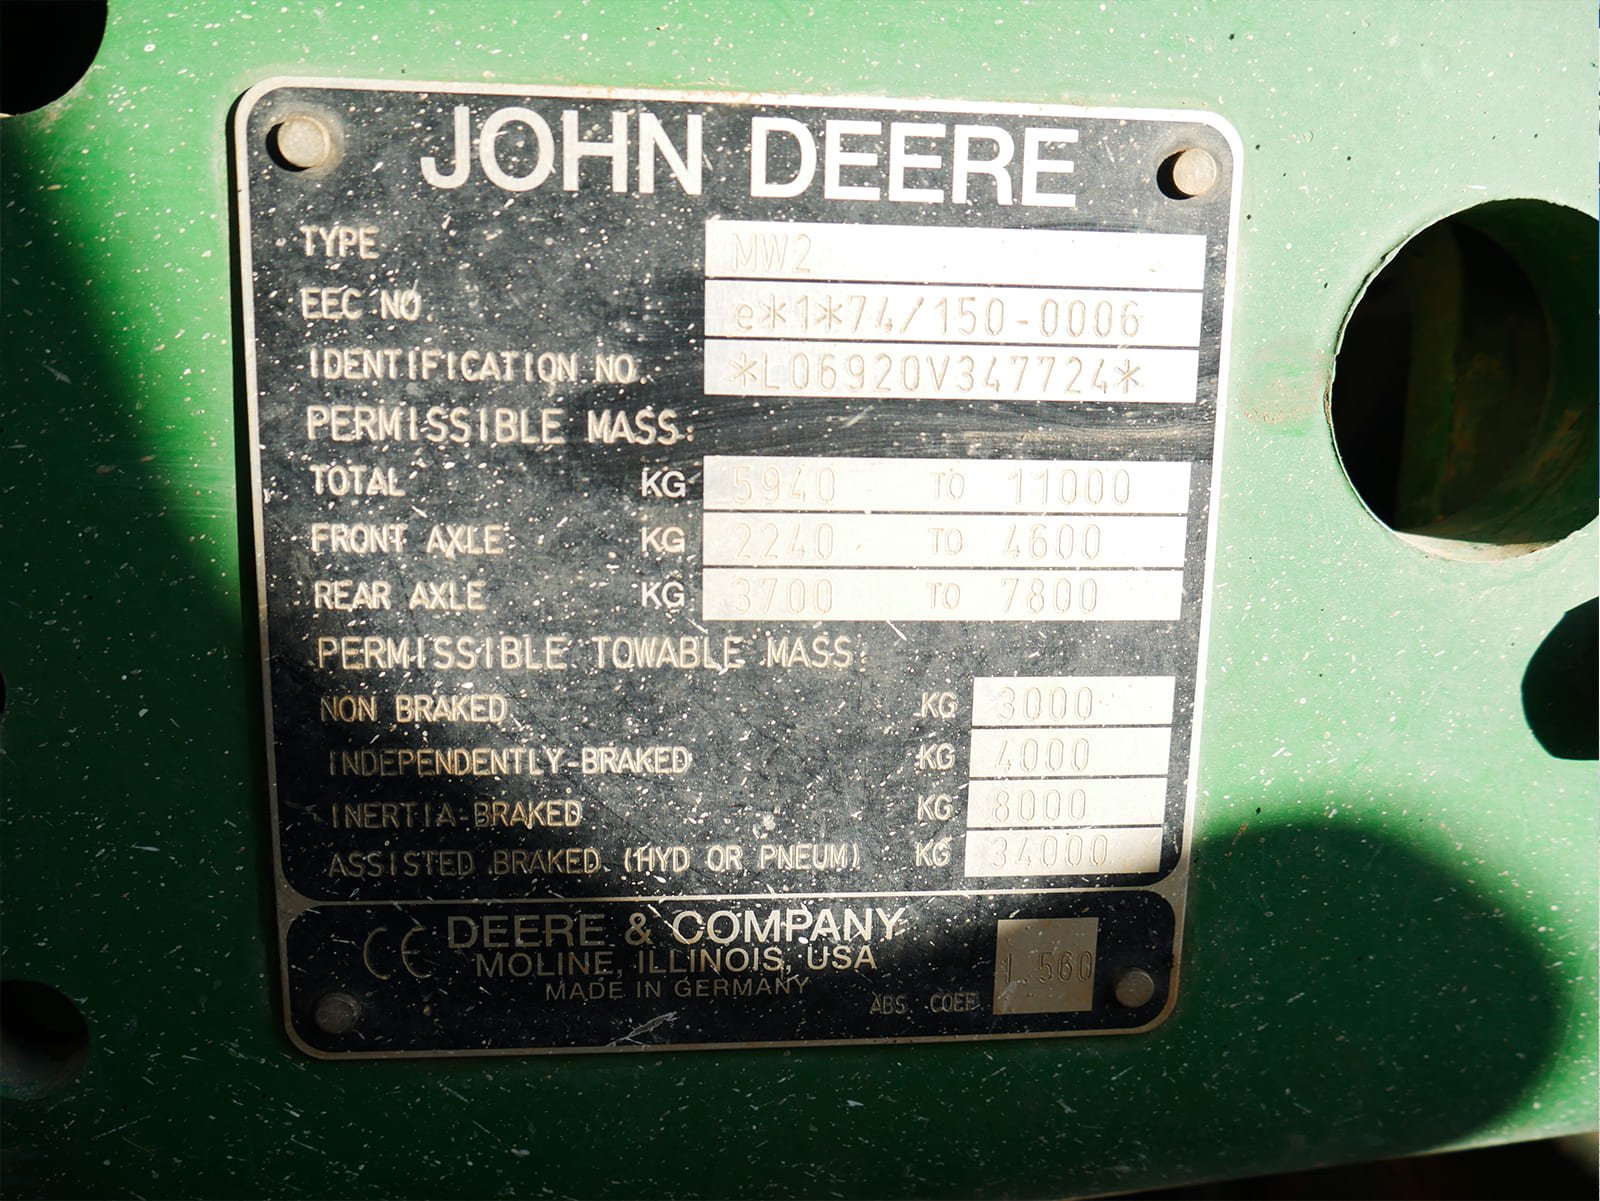 JOHN DEERE
TYPE MW2
EEC NO. e*1*74/150-0006
IDENTIFICATION NO. *L06920V347724*
PERMISSIBLE MASS:
TOTAL KG 5940 TO 11000
FRONT AXLE KG 2240 TO 4600
REAR AXLE KG 3700 TO 7800
PERMISSIBLE TOWABLE MASS:
NON BRAKED KG 3000
INDEPENDENTLY-BRAKED KG 4000
INERTIA-BRAKED KG 8000
ASSISTED BRAKED (HYD OR PNEUM) KG 34000
CE DEERE & COMPANY
MOLINE, ILLINOIS, USA
MADE IN GERMANY
ABS. COEF 1.560